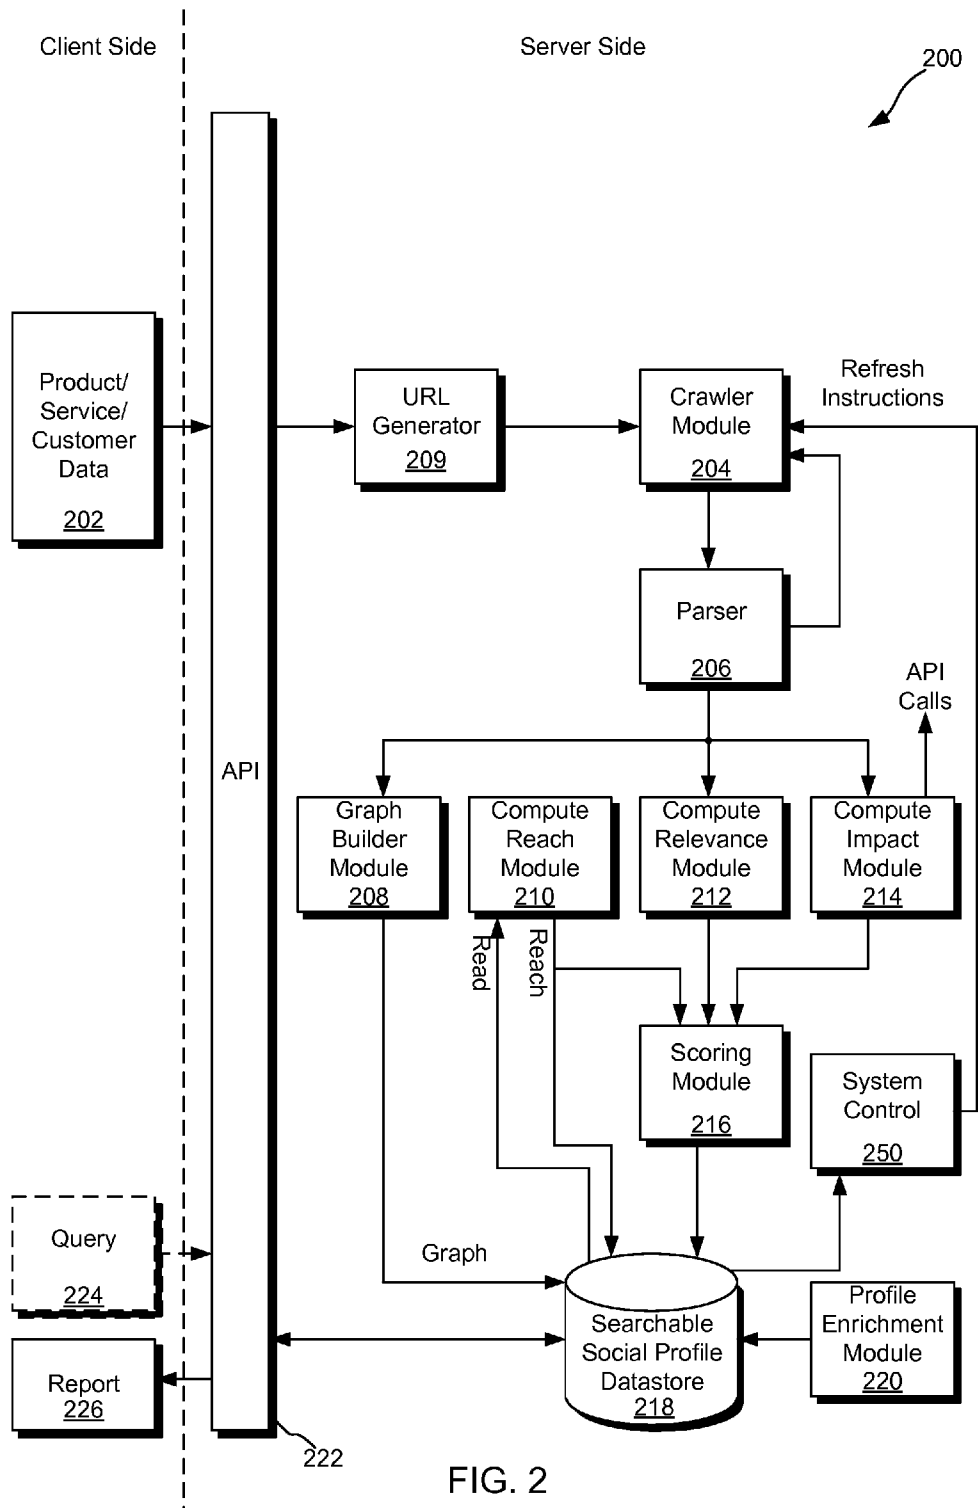 Client Side
Server Side
200
Product/
Service/
Customer
Data
202
URL
Generator
209
Crawler
Module
204
Refresh
Instructions
Parser
206
API
Calls
API
Graph
Builder
Module
208
Compute
Reach
Module
210
Compute
Relevance
Module
212
Compute
Impact
Module
214
Read
Reach
Scoring
Module
216
System
Control
250
Query
224
Graph
Searchable
Social Profile
Datastore
218
Profile
Enrichment
Module
220
Report
226
222
FIG. 2